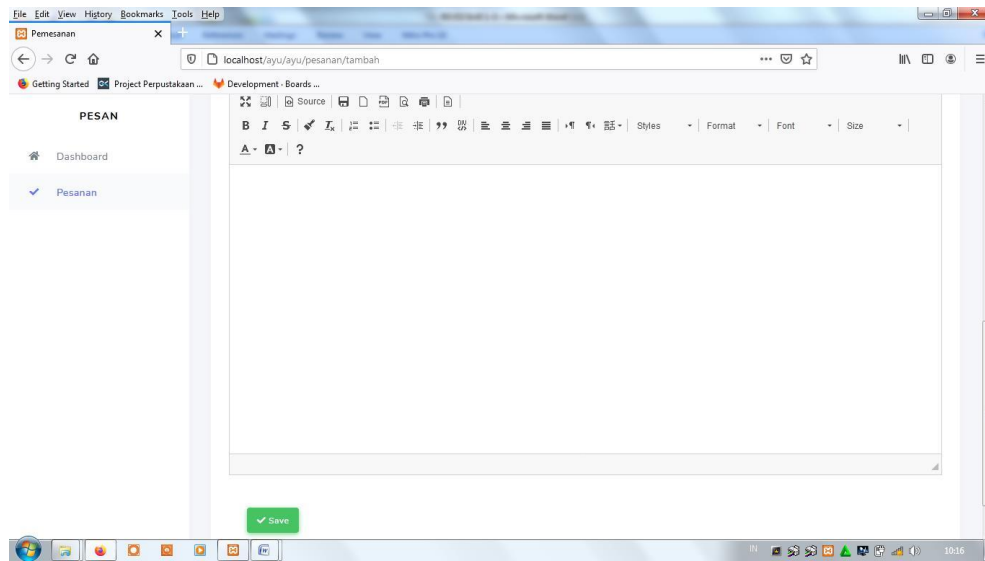 File Edit View History Bookmarks Tools Help
Pemesanan
localhost/ayu/ayu/pesanan/tambah
Getting Started Project Perpustakaan ... Development - Boards ...
PESAN
Dashboard
Pesanan
Source
Styles Format Font Size
?
Save
IN 10:16